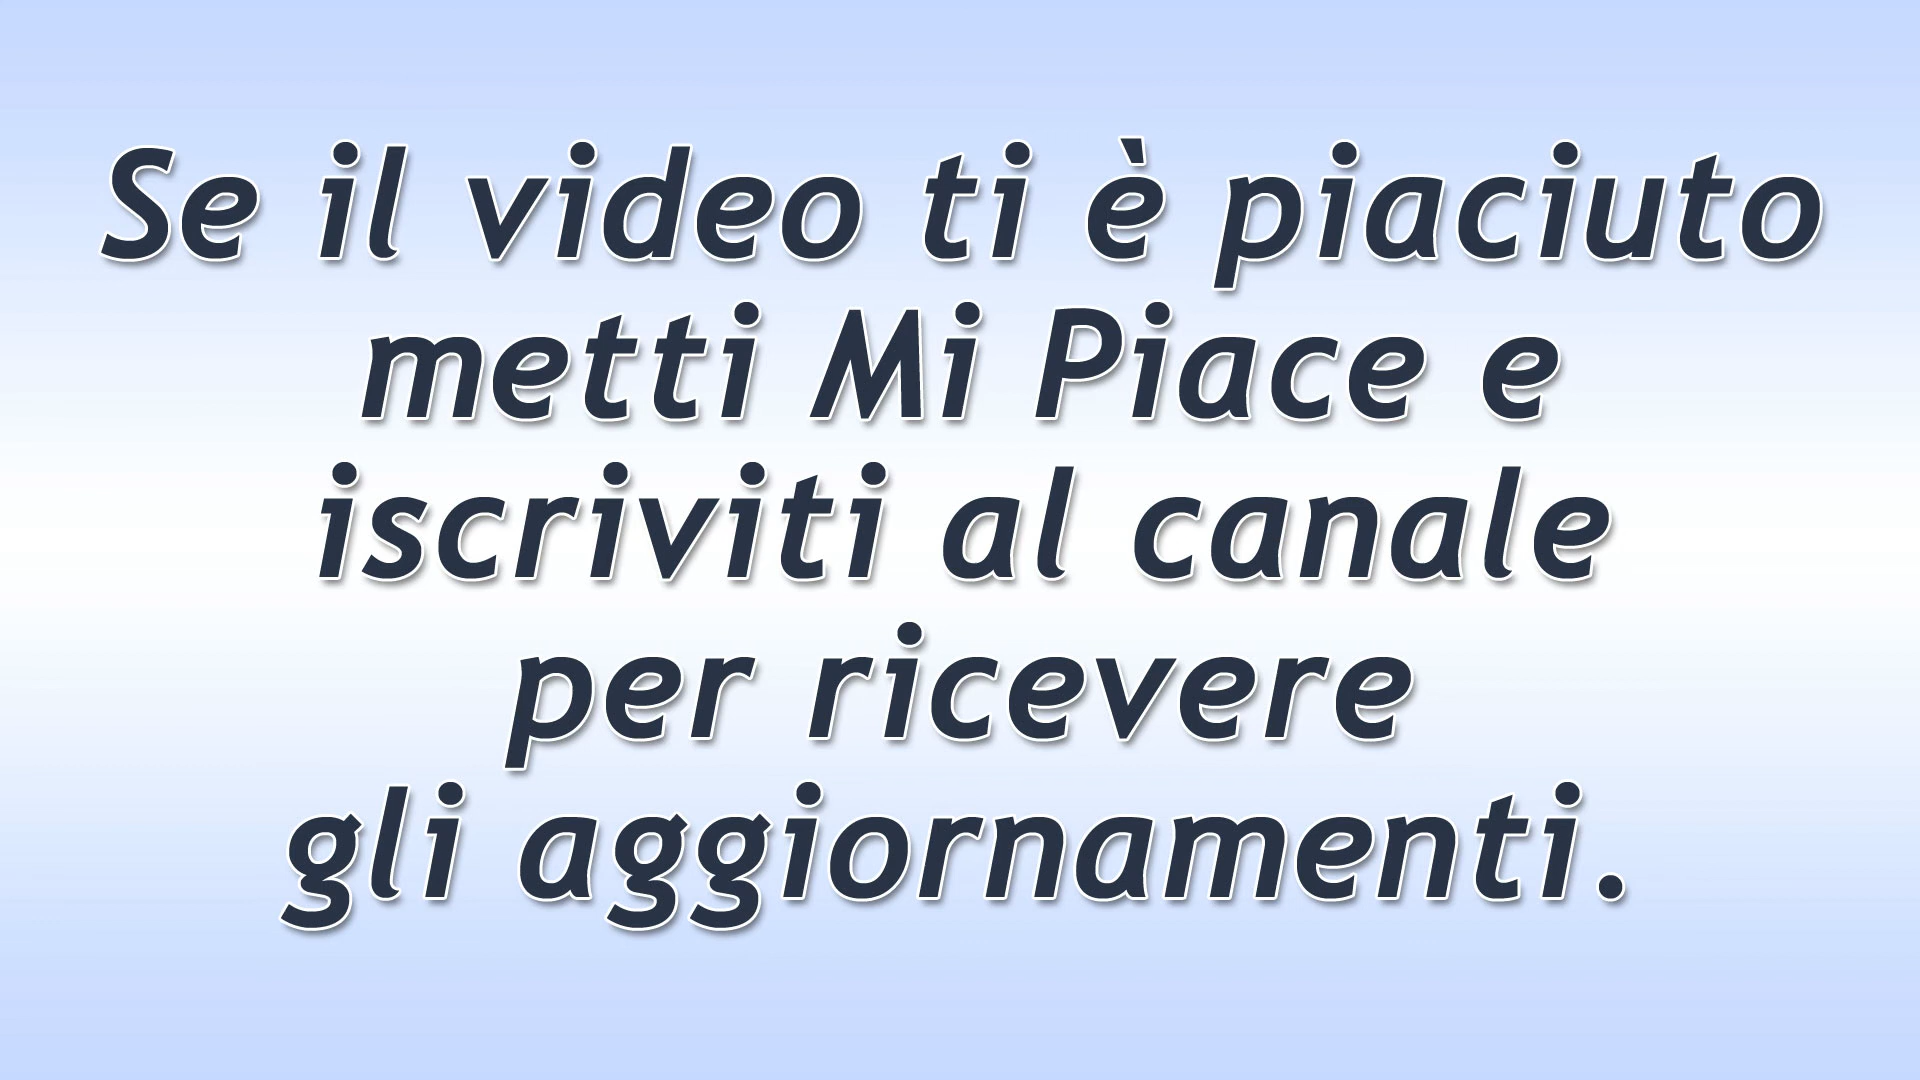 Se il video ti è piaciuto
metti Mi Piace e
iscriviti al canale
per ricevere
gli aggiornamenti.